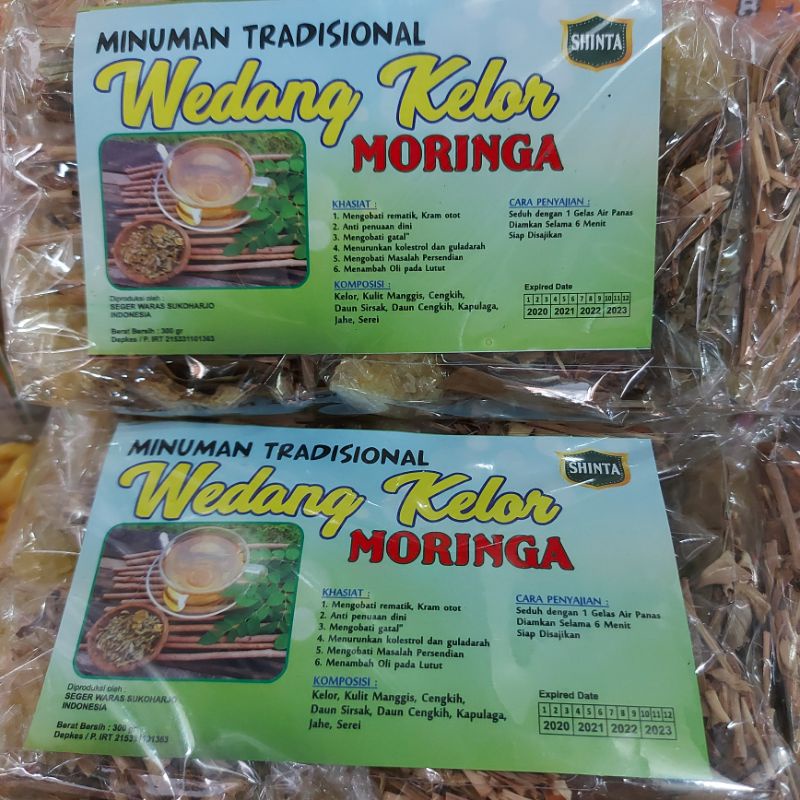 MINUMAN TRADISIONAL
SHINTA
Wedang Kelor
MORINGA
KHASIAT :
1. Mengobati rematik, Kram otot
2. Anti penuaan dini
3. Mengobati gatal"
4. Menurunkan kolestrol dan guladarah
5. Mengobati Masalah Persendian
6. Menambah Oli pada Lutut
CARA PENYAJIAN :
Seduh dengan 1 Gelas Air Panas
Diamkan Selama 6 Menit
Siap Disajikan
KOMPOSISI :
Kelor, Kulit Manggis, Cengkih,
Daun Sirsak, Daun Cengkih, Kapulaga,
Jahe, Serei
Expired Date
1 2 3 4 5 6 7 8 9 10 11 12
2020 2021 2022 2023
Diproduksi oleh :
SEGER WARAS SUKOHARJO
INDONESIA
Berat Bersih : 300 gr
Depkes / P. IRT 215331101363
MINUMAN TRADISIONAL
SHINTA
Wedang Kelor
MORINGA
KHASIAT :
1. Mengobati rematik, Kram otot
2. Anti penuaan dini
3. Mengobati gatal"
4. Menurunkan kolestrol dan guladarah
5. Mengobati Masalah Persendian
6. Menambah Oli pada Lutut
CARA PENYAJIAN :
Seduh dengan 1 Gelas Air Panas
Diamkan Selama 6 Menit
Siap Disajikan
KOMPOSISI :
Kelor, Kulit Manggis, Cengkih,
Daun Sirsak, Daun Cengkih, Kapulaga,
Jahe, Serei
Expired Date
1 2 3 4 5 6 7 8 9 10 11 12
2020 2021 2022 2023
Diproduksi oleh :
SEGER WARAS SUKOHARJO
INDONESIA
Berat Bersih : 300 gr
Depkes / P. IRT 215331101363